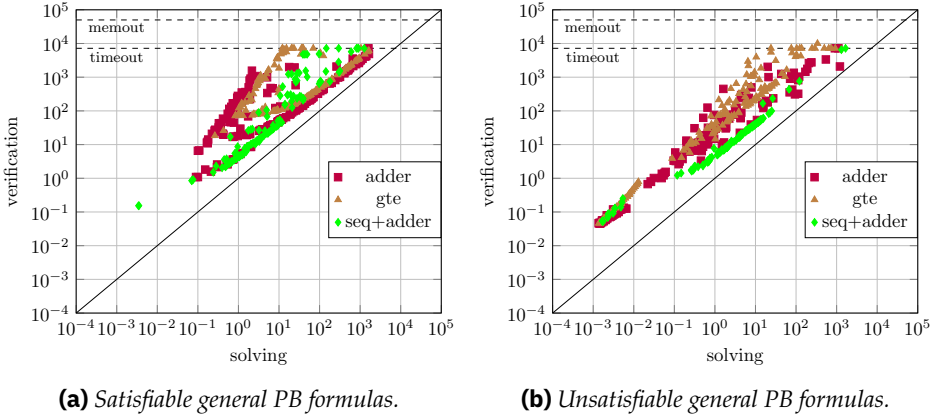 10^5
10^4
10^3
10^2
10^1
10^0
10^−1
10^−2
10^−3
10^−4
verification
memout
timeout
adder
gte
seq+adder
10^−4 10^−3 10^−2 10^−1 10^0 10^1 10^2 10^3 10^4 10^5
solving
(a) Satisfiable general PB formulas.
10^5
10^4
10^3
10^2
10^1
10^0
10^−1
10^−2
10^−3
10^−4
verification
memout
timeout
adder
gte
seq+adder
10^−4 10^−3 10^−2 10^−1 10^0 10^1 10^2 10^3 10^4 10^5
solving
(b) Unsatisfiable general PB formulas.